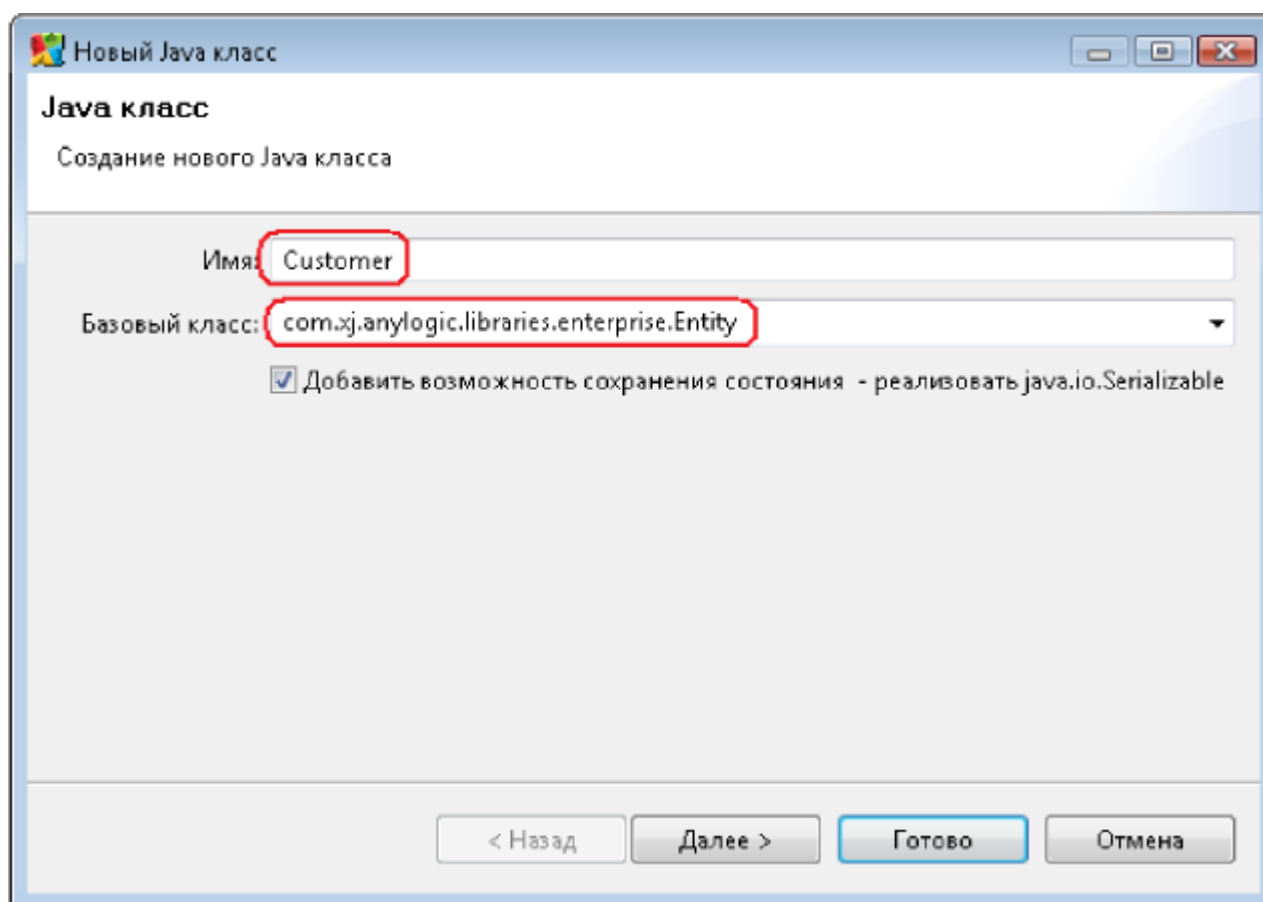 Новый Java класс
Java класс
Создание нового Java класса
Имя: Customer
Базовый класс: com.xj.anylogic.libraries.enterprise.Entity
Добавить возможность сохранения состояния - реализовать java.io.Serializable
< Назад Далее > Готово Отмена